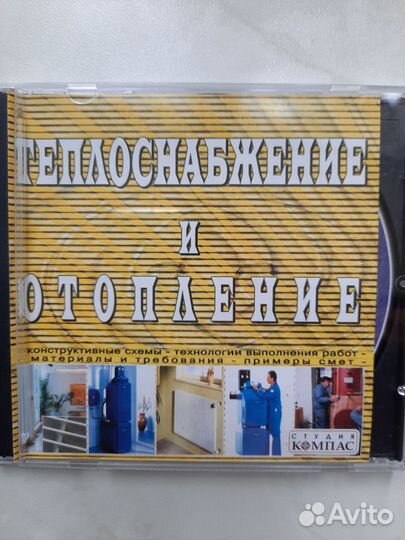 ТЕПЛОСНАБЖЕНИЕ
И
ОТОПЛЕНИЕ
конструктивные схемы - технологии выполнения работ -
материалы и требования - примеры смет -
СТУДИЯ
КОМПАС
Avito